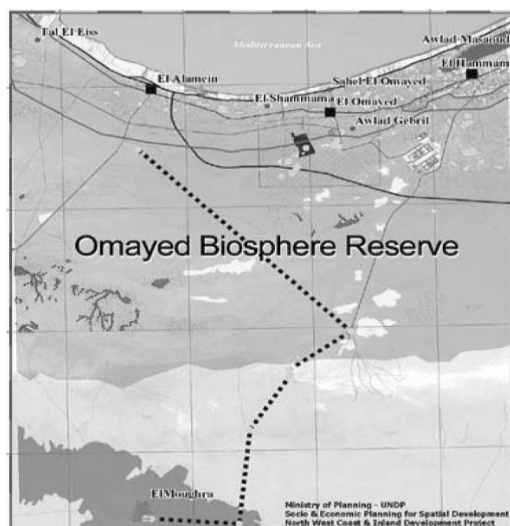 Tal El Eiss
Mediterranean Sea
Awlad Masaoud
El Hammam
El Alamein
Sahel El Omayed
El Shammama
El Omayed
Awlad Gebril
Omayed Biosphere Reserve
El Moughra
Ministry of Planning - UNDP
Socio & Economic Planning for Spatial Development
North West Coast & Inland Development Project